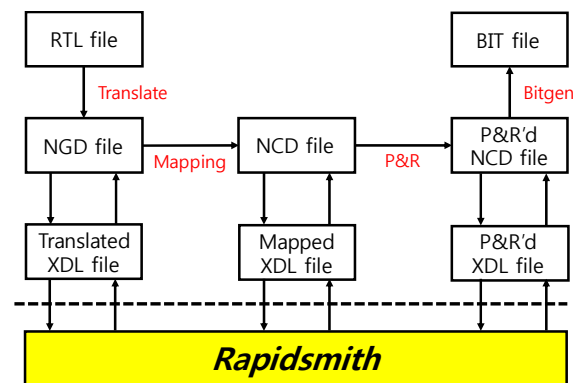 RTL file
BIT file
Translate
Bitgen
NGD file
Mapping
NCD file
P&R
P&R'd
NCD file
Translated
XDL file
Mapped
XDL file
P&R'd
XDL file
Rapidsmith